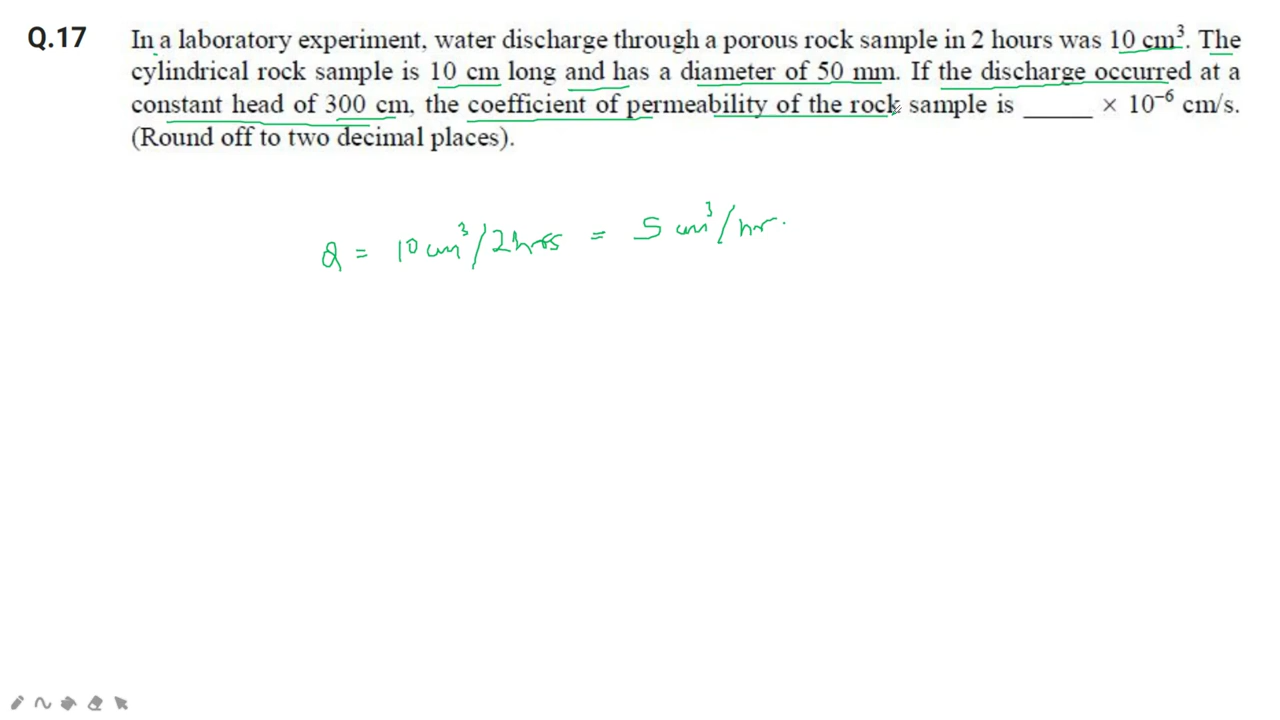 Q.17 In a laboratory experiment, water discharge through a porous rock sample in 2 hours was 10 cm³. The
cylindrical rock sample is 10 cm long and has a diameter of 50 mm. If the discharge occurred at a
constant head of 300 cm, the coefficient of permeability of the rock sample is _____ × 10⁻⁶ cm/s.
(Round off to two decimal places).
Q = 10 cm³/2hrs = 5 cm³/hr.